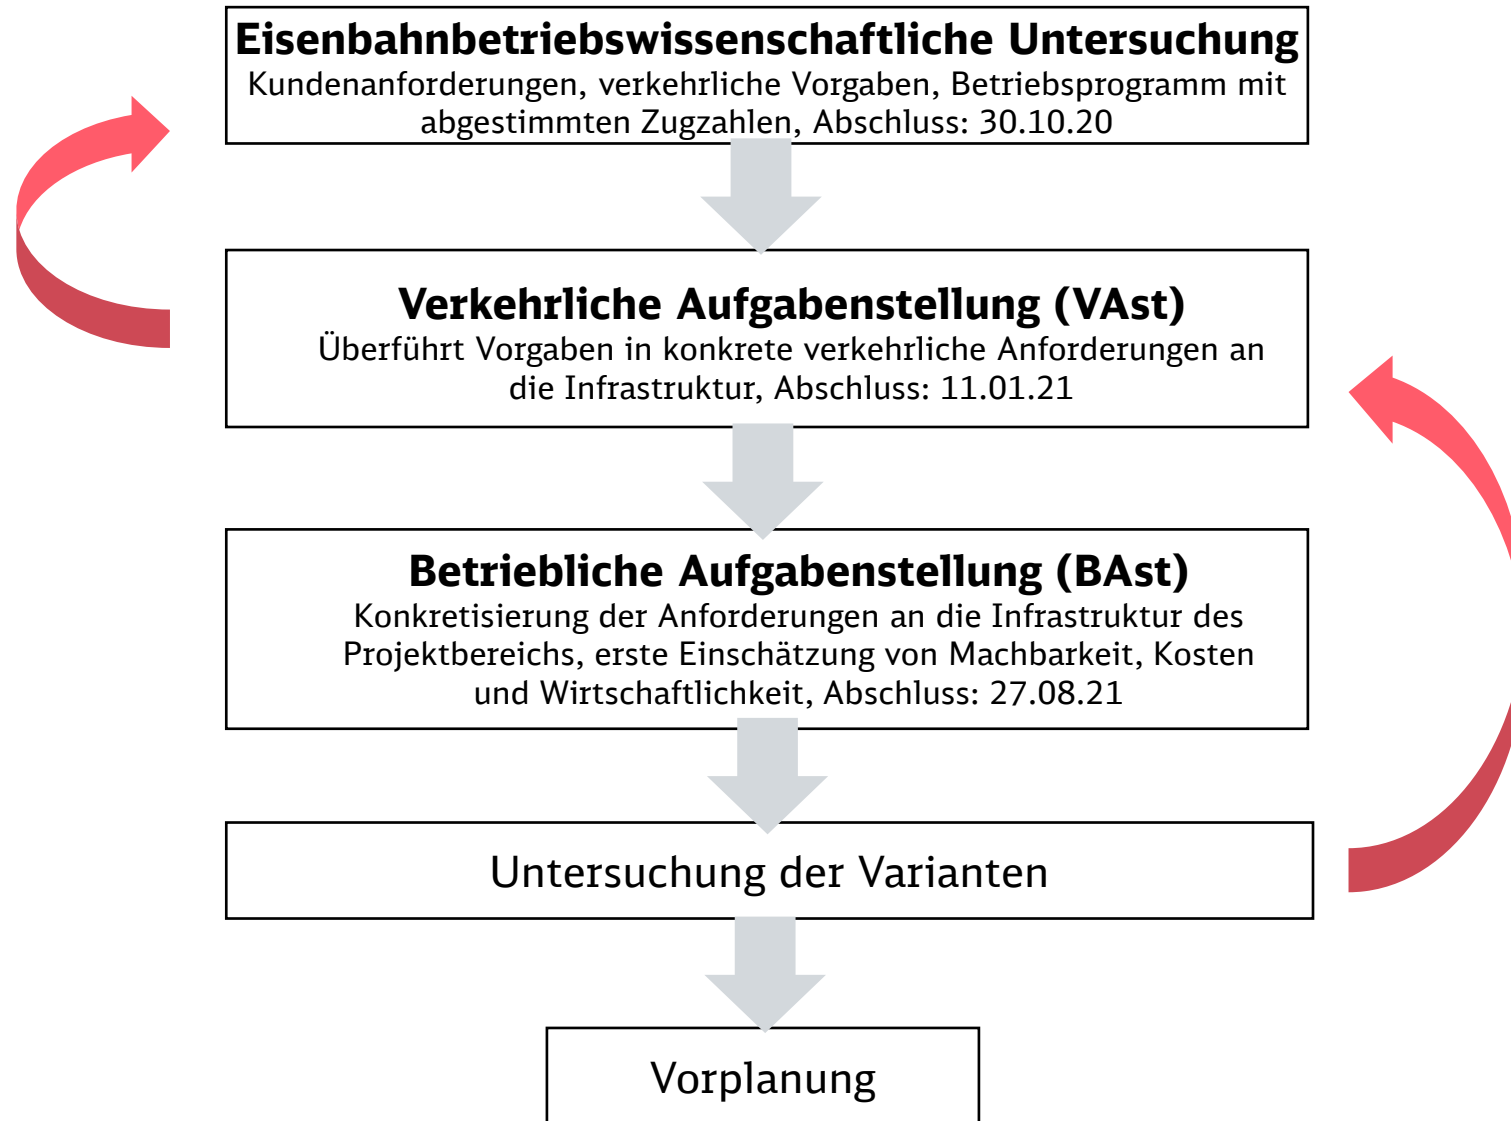 Eisenbahnbetriebswissenschaftliche Untersuchung
Kundenanforderungen, verkehrliche Vorgaben, Betriebsprogramm mit
abgestimmten Zugzahlen, Abschluss: 30.10.20
Verkehrliche Aufgabenstellung (VAst)
Überführt Vorgaben in konkrete verkehrliche Anforderungen an
die Infrastruktur, Abschluss: 11.01.21
Betriebliche Aufgabenstellung (BAst)
Konkretisierung der Anforderungen an die Infrastruktur des
Projektbereichs, erste Einschätzung von Machbarkeit, Kosten
und Wirtschaftlichkeit, Abschluss: 27.08.21
Untersuchung der Varianten
Vorplanung